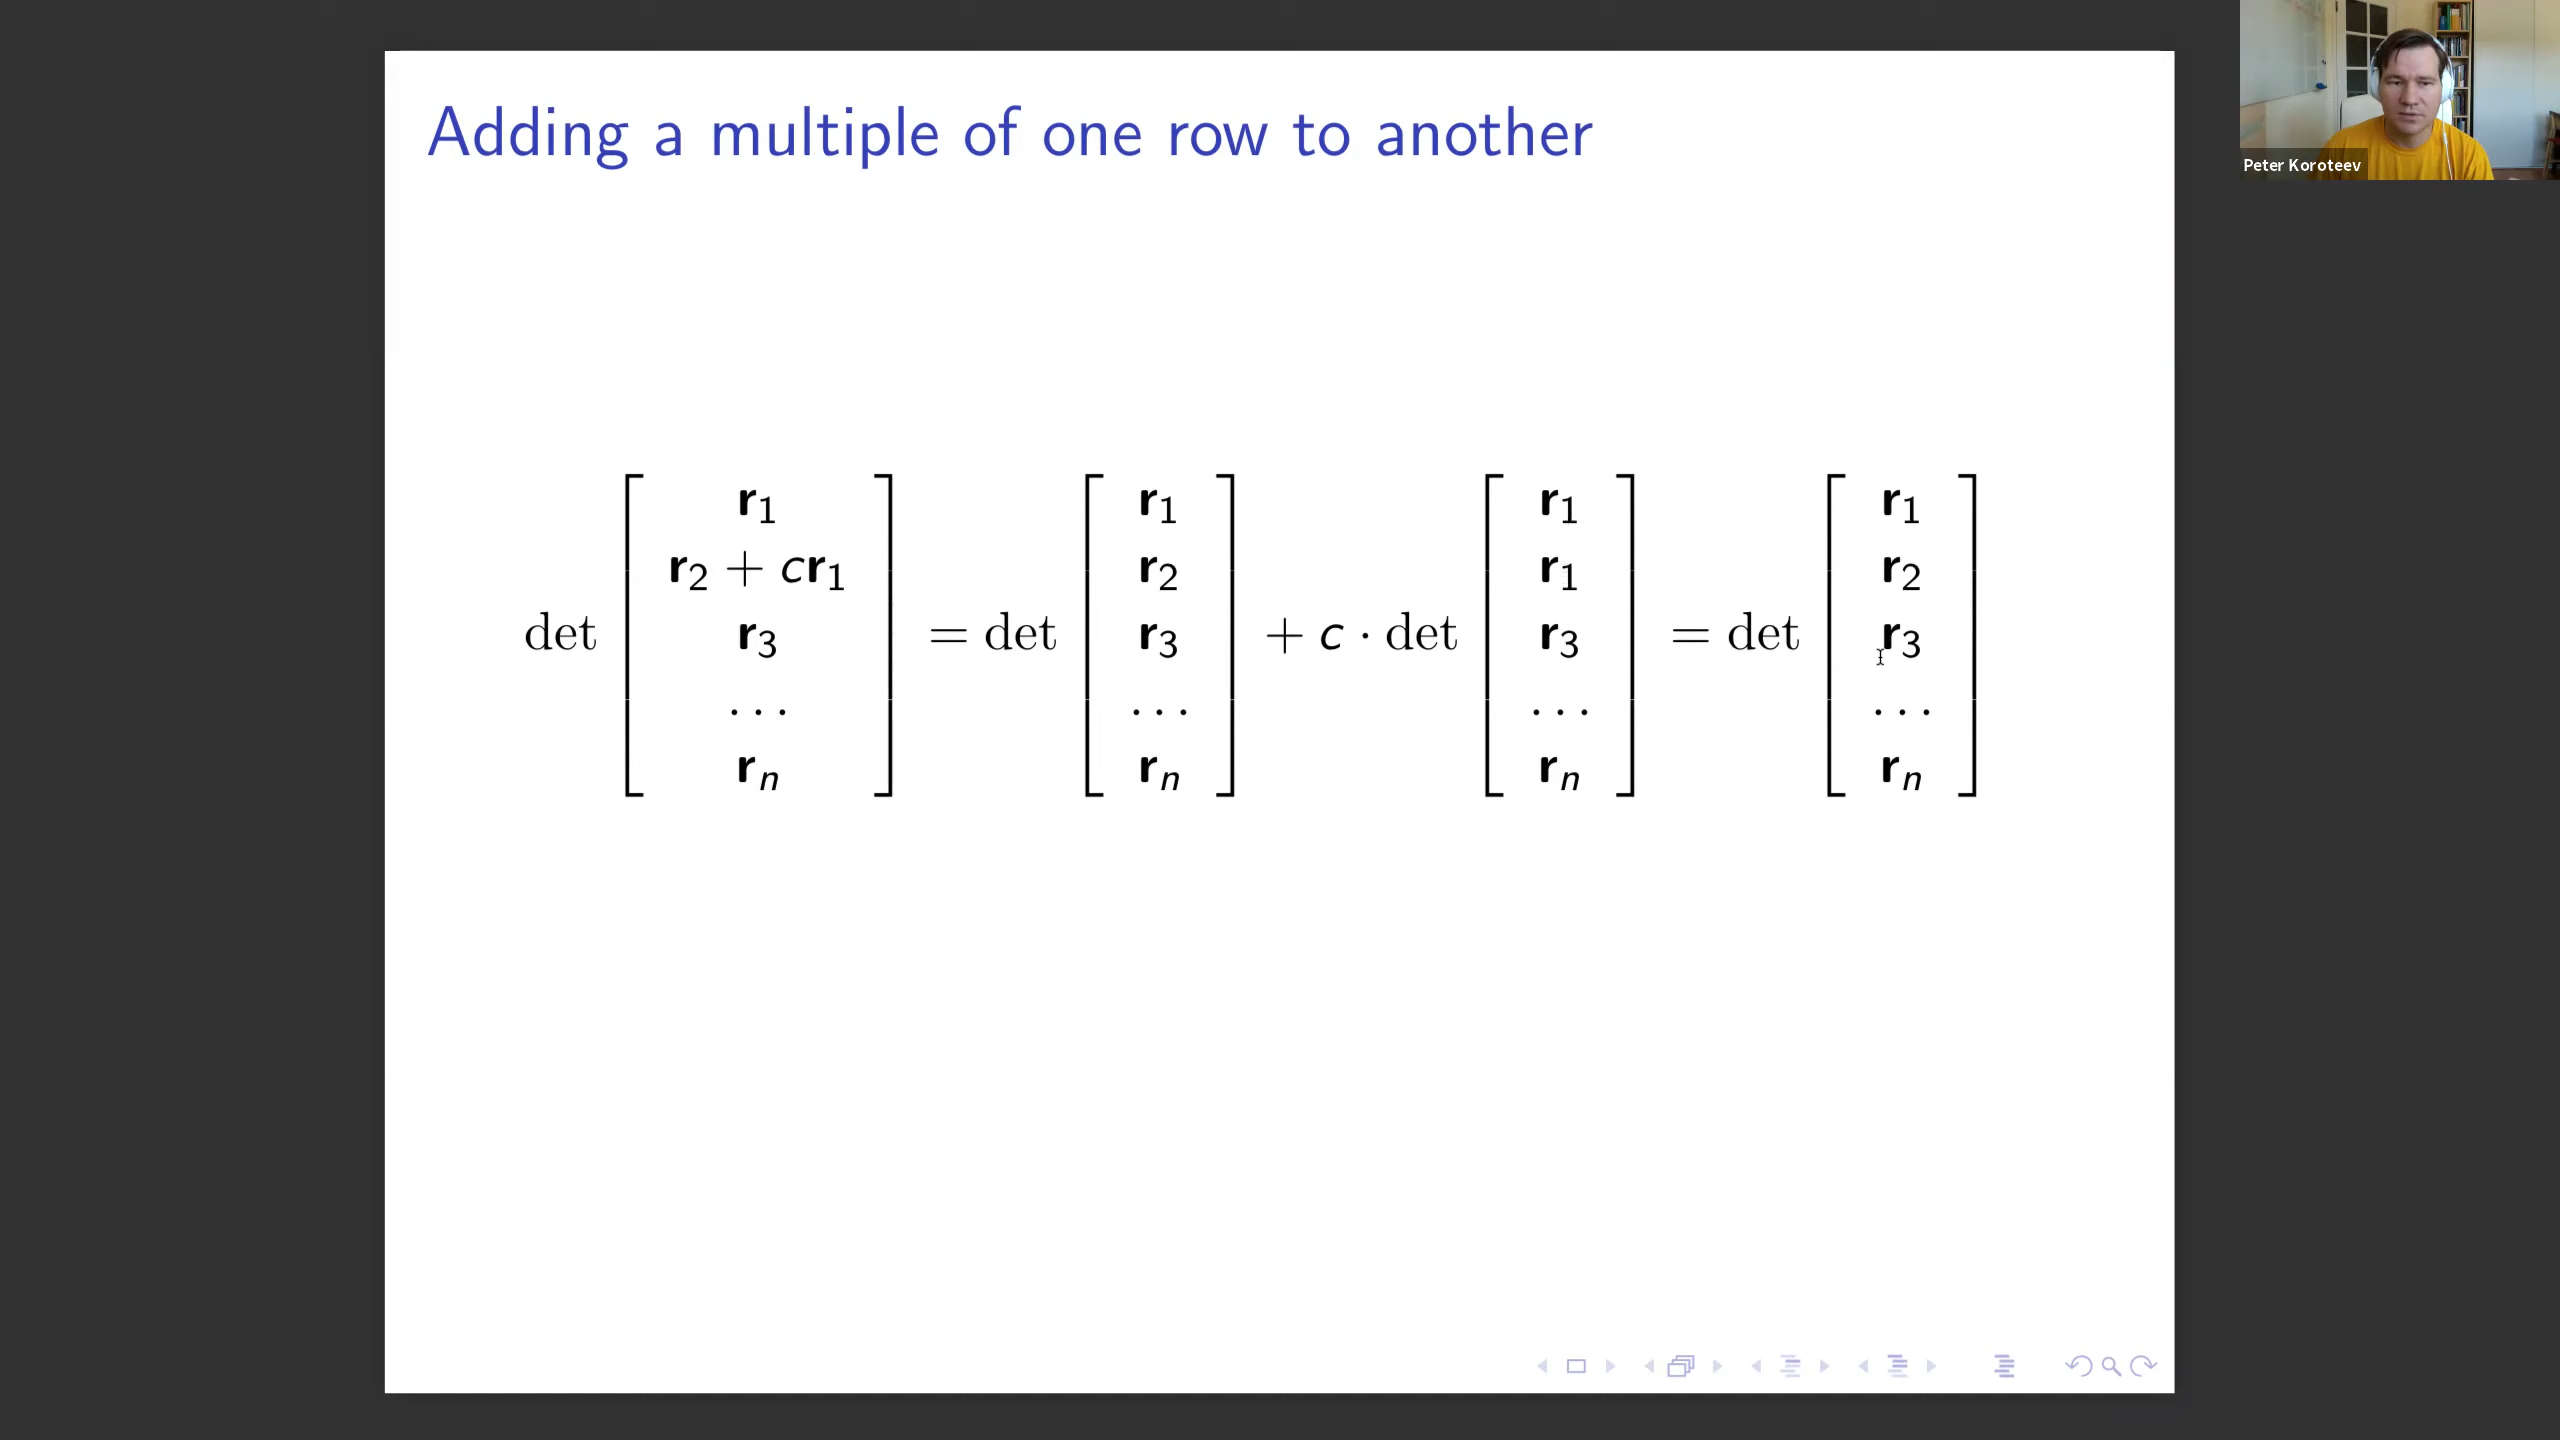 Adding a multiple of one row to another
Peter Koroteev
det [ r1 ; r2 + cr1 ; r3 ; ... ; rn ] = det [ r1 ; r2 ; r3 ; ... ; rn ] + c · det [ r1 ; r1 ; r3 ; ... ; rn ] = det [ r1 ; r2 ; r3 ; ... ; rn ]